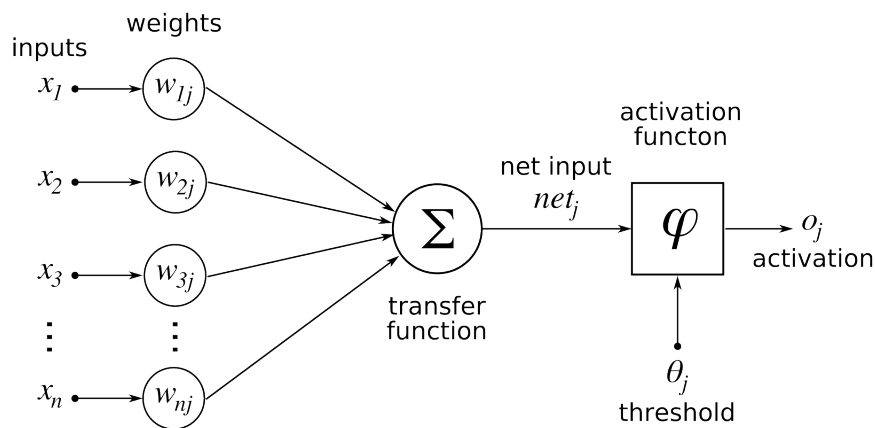 weights
inputs
x1
w1j
x2
w2j
x3
w3j
⋮
⋮
xn
wnj
Σ
transfer
function
net input
netj
activation
functon
φ
oj
activation
θj
threshold